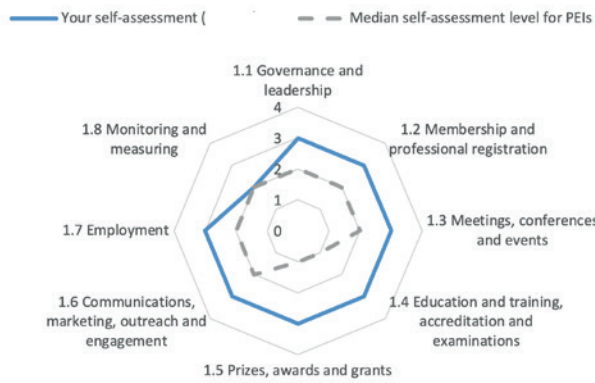 Your self-assessment (
Median self-assessment level for PEIs
1.1 Governance and
leadership
4
3
2
1
0
1.2 Membership and
professional registration
1.3 Meetings, conferences
and events
1.4 Education and training,
accreditation and
examinations
1.5 Prizes, awards and grants
1.6 Communications,
marketing, outreach and
engagement
1.7 Employment
1.8 Monitoring and
measuring